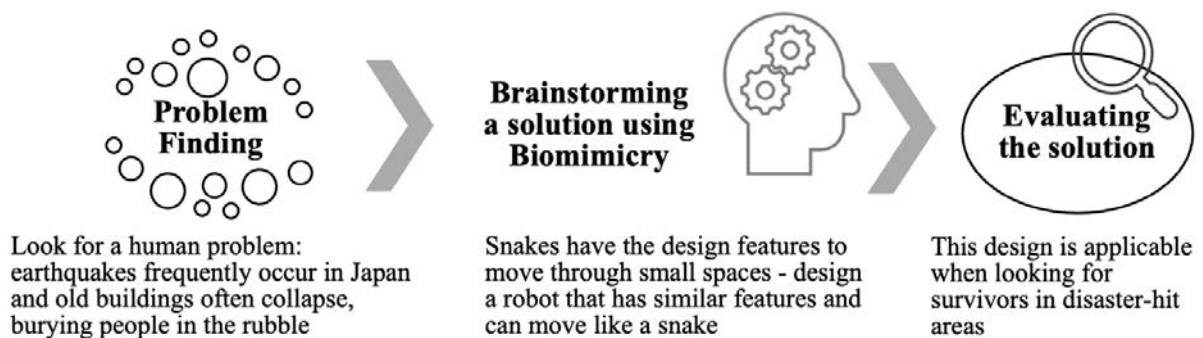 Problem
Finding
Brainstorming
a solution using
Biomimicry
Evaluating
the solution
Look for a human problem:
earthquakes frequently occur in Japan
and old buildings often collapse,
burying people in the rubble
Snakes have the design features to
move through small spaces - design
a robot that has similar features and
can move like a snake
This design is applicable
when looking for
survivors in disaster-hit
areas